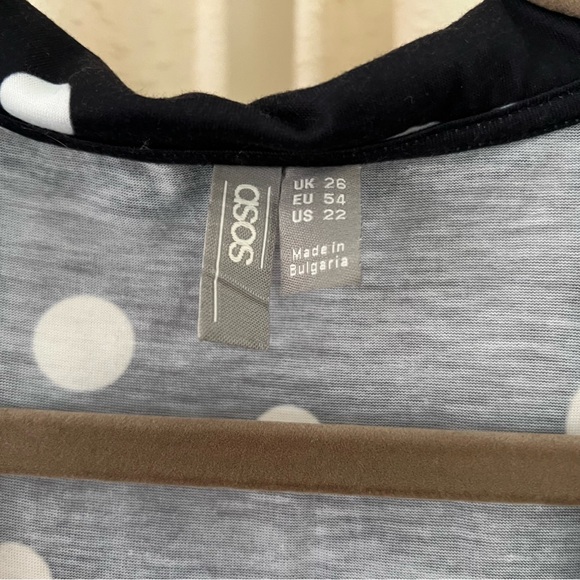 asos
UK 26
EU 54
US 22
Made in
Bulgaria